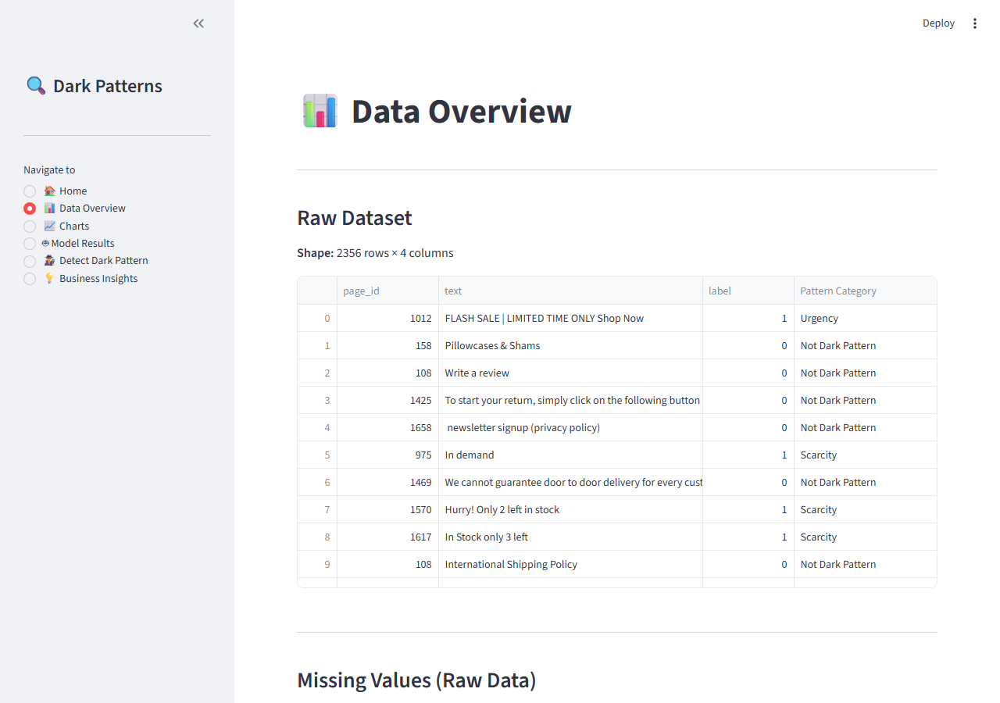 Deploy
🔍 Dark Patterns
Navigate to
🏠 Home
📊 Data Overview
📈 Charts
Model Results
🕵️ Detect Dark Pattern
💡 Business Insights
📊 Data Overview
Raw Dataset
Shape: 2356 rows × 4 columns
page_id text label Pattern Category
0 1012 FLASH SALE | LIMITED TIME ONLY Shop Now 1 Urgency
1 158 Pillowcases & Shams 0 Not Dark Pattern
2 108 Write a review 0 Not Dark Pattern
3 1425 To start your return, simply click on the following button 0 Not Dark Pattern
4 1658 newsletter signup (privacy policy) 0 Not Dark Pattern
5 975 In demand 1 Scarcity
6 1469 We cannot guarantee door to door delivery for every cust 0 Not Dark Pattern
7 1570 Hurry! Only 2 left in stock 1 Scarcity
8 1617 In Stock only 3 left 1 Scarcity
9 108 International Shipping Policy 0 Not Dark Pattern
Missing Values (Raw Data)